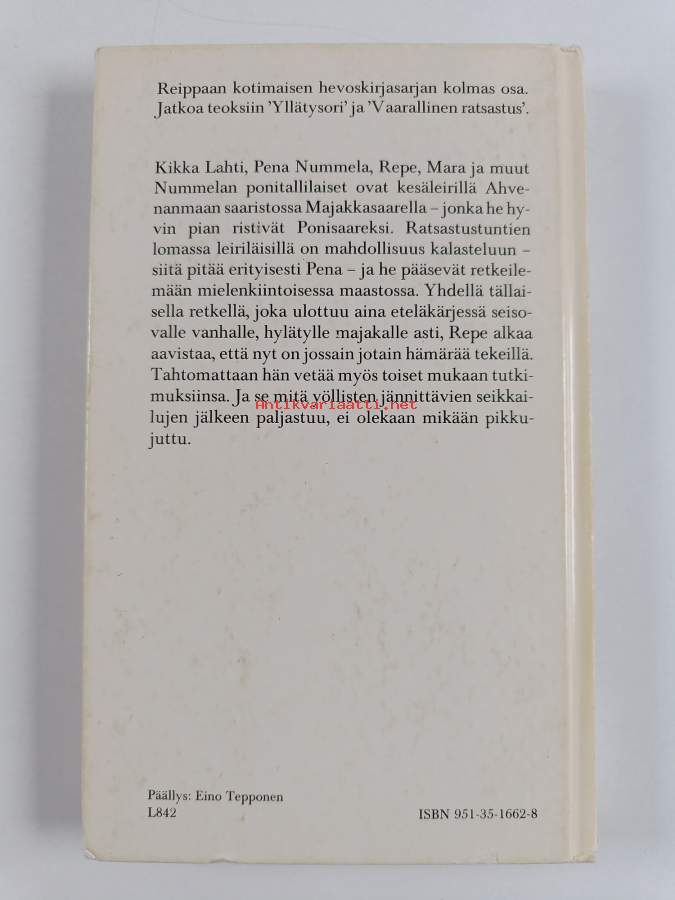 Reippaan kotimaisen hevoskirjasarjan kolmas osa.
Jatkoa teoksiin 'Yllätysori' ja 'Vaarallinen ratsastus'.
Kikka Lahti, Pena Nummela, Repe, Mara ja muut
Nummelan ponitallilaiset ovat kesäleirillä Ahve-
nanmaan saaristossa Majakkasaarella – jonka he hy-
vin pian ristivät Ponisaareksi. Ratsastustuntien
lomassa leiriläisillä on mahdollisuus kalasteluun –
siitä pitää erityisesti Pena – ja he pääsevät retkeile-
mään mielenkiintoisessa maastossa. Yhdellä tällai-
sella retkellä, joka ulottuu aina eteläkärjessä seiso-
valle vanhalle, hylätylle majakalle asti, Repe alkaa
aavistaa, että nyt on jossain jotain hämärää tekeillä.
Tahtomattaan hän vetää myös toiset mukaan tutki-
muksiinsa. Ja se mitä yöllisten jännittävien seikkai-
Antikvariaatti.net
lujen jälkeen paljastuu, ei olekaan mikään pikku-
juttu.
Päällys: Eino Tepponen
L842
ISBN 951-35-1662-8